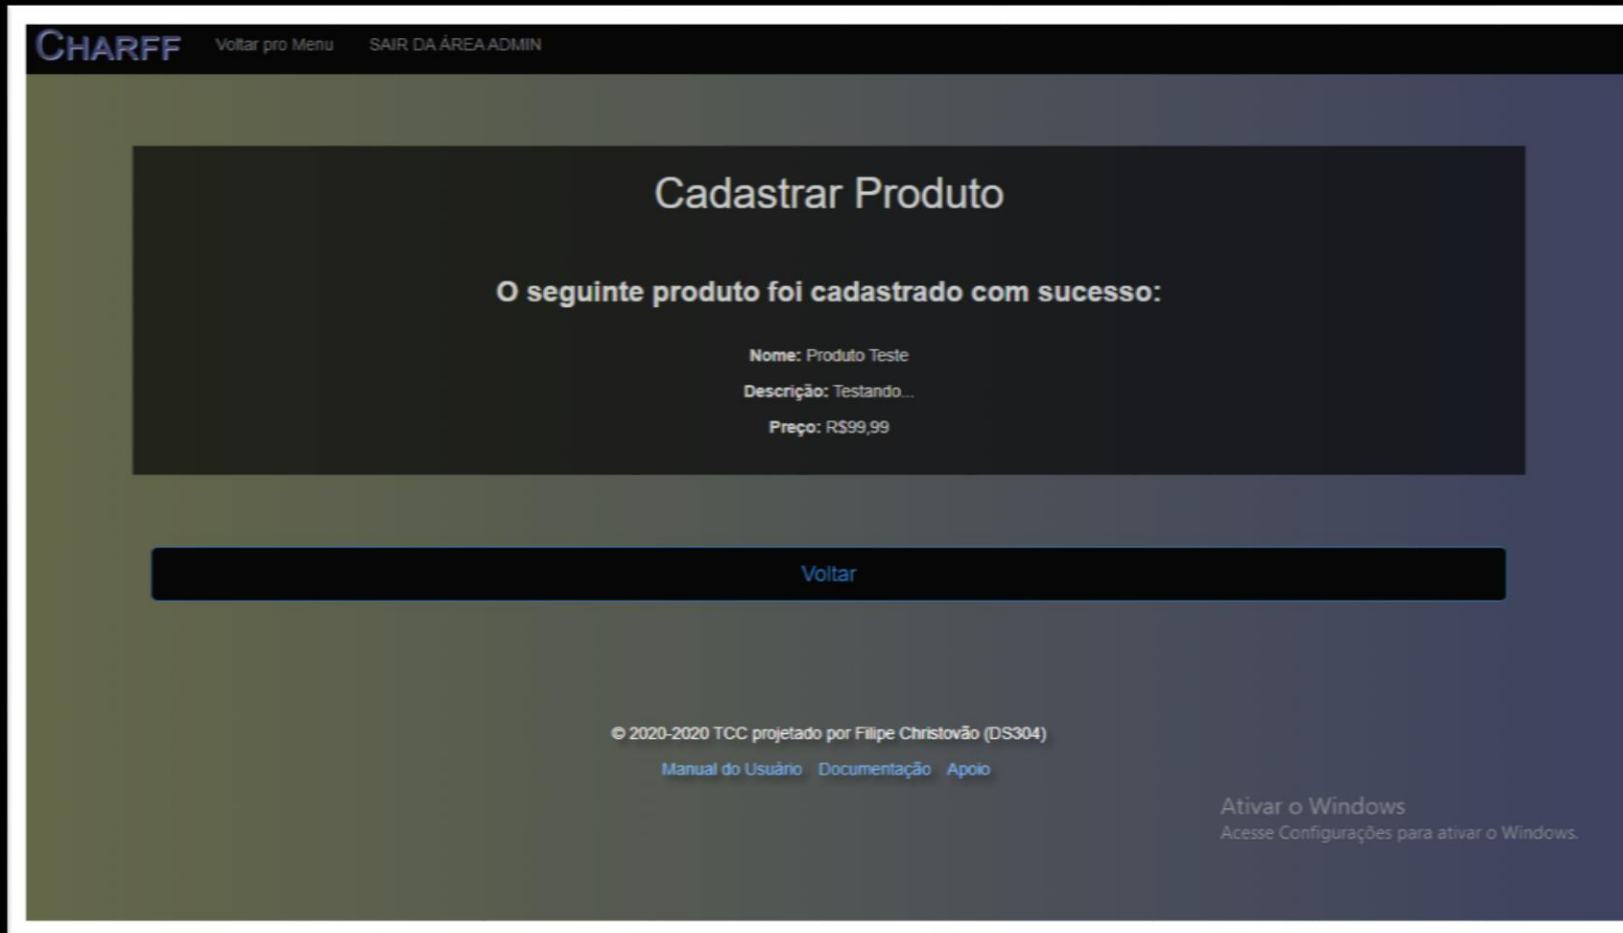 CHARFF Voltar pro Menu SAIR DA ÁREA ADMIN
Cadastrar Produto
O seguinte produto foi cadastrado com sucesso:
Nome: Produto Teste
Descrição: Testando...
Preço: R$99,99
Voltar
© 2020-2020 TCC projetado por Filipe Christovão (DS304)
Manual do Usuário Documentação Apoio
Ativar o Windows
Acesse Configurações para ativar o Windows.